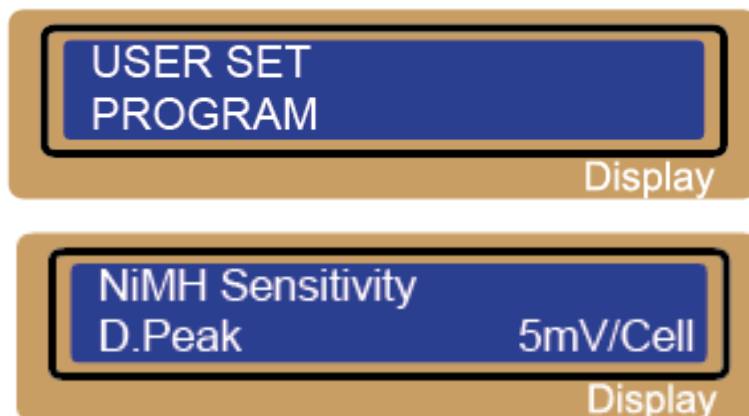 USER SET
PROGRAM
Display
NiMH Sensitivity
D.Peak 5mV/Cell
Display